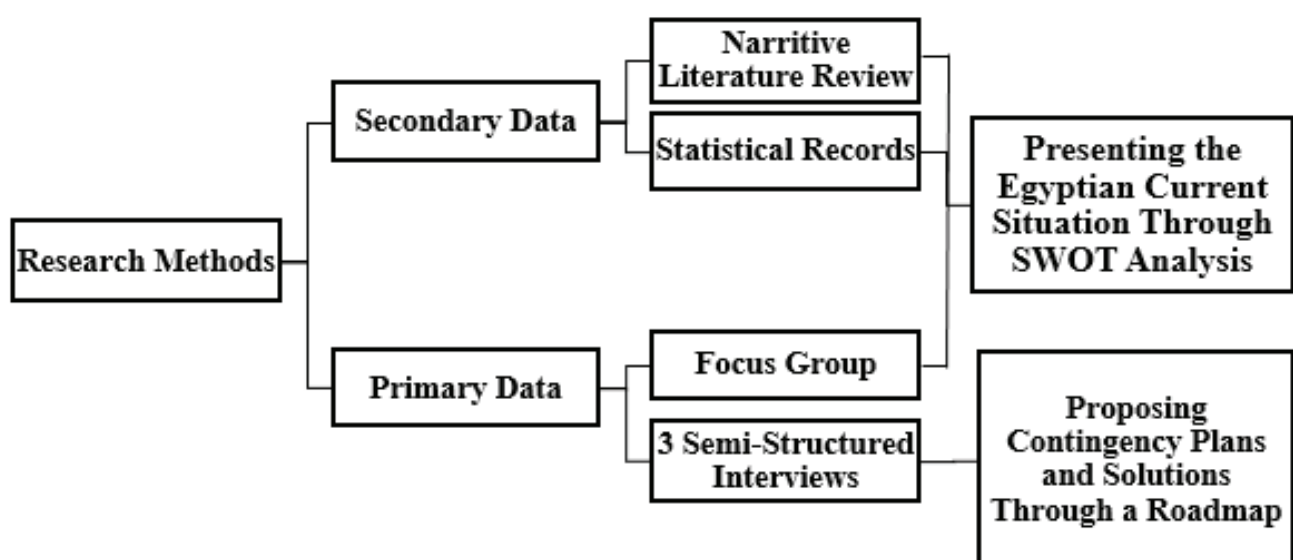 Research Methods
Secondary Data
Primary Data
Narritive
Literature Review
Statistical Records
Focus Group
3 Semi-Structured
Interviews
Presenting the
Egyptian Current
Situation Through
SWOT Analysis
Proposing
Contingency Plans
and Solutions
Through a Roadmap